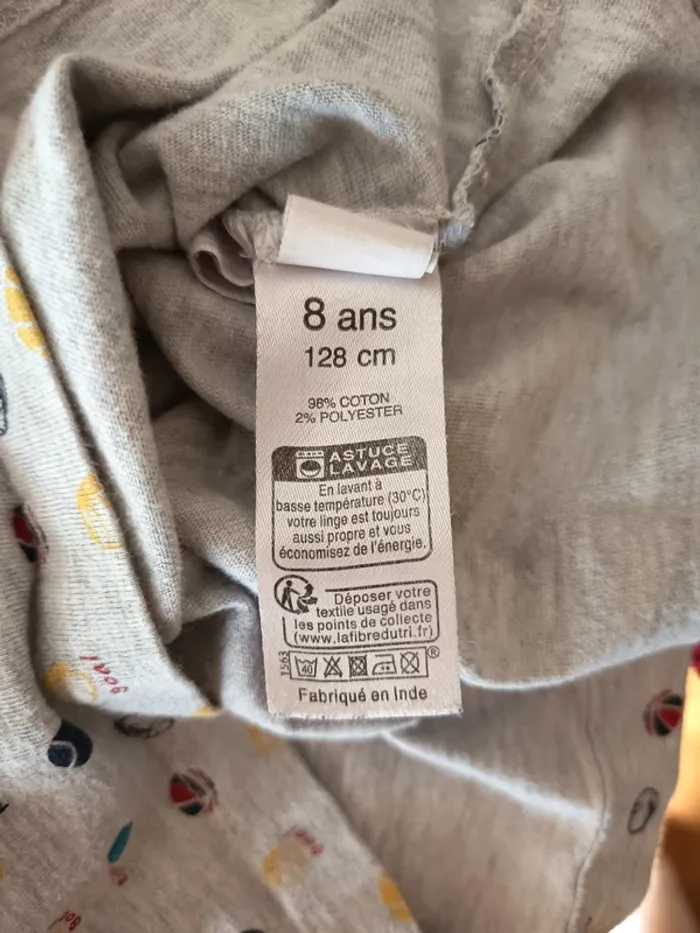 8 ans
128 cm
98% COTON
2% POLYESTER
ASTUCE
LAVAGE
En lavant à
basse température (30°C)
votre linge est toujours
aussi propre et vous
économisez de l'énergie.
Déposer votre
textile usagé dans
les points de collecte
(www.lafibredutri.fr)
1563
40
®
Fabriqué en Inde
goal